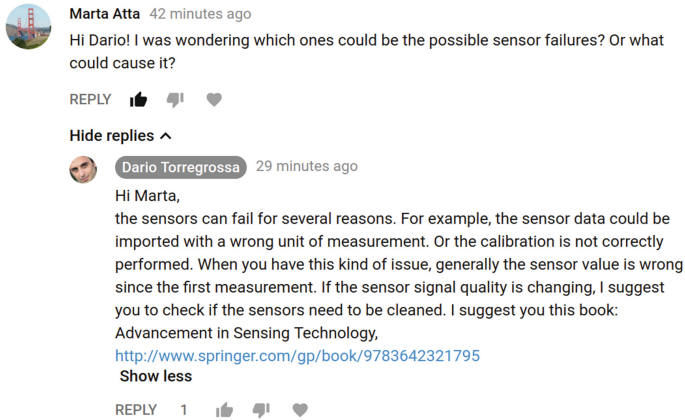 Marta Atta 42 minutes ago
Hi Dario! I was wondering which ones could be the possible sensor failures? Or what
could cause it?
REPLY
Hide replies
Dario Torregrossa 29 minutes ago
Hi Marta,
the sensors can fail for several reasons. For example, the sensor data could be
imported with a wrong unit of measurement. Or the calibration is not correctly
performed. When you have this kind of issue, generally the sensor value is wrong
since the first measurement. If the sensor signal quality is changing, I suggest
you to check if the sensors need to be cleaned. I suggest you this book:
Advancement in Sensing Technology,
http://www.springer.com/gp/book/9783642321795
Show less
REPLY 1